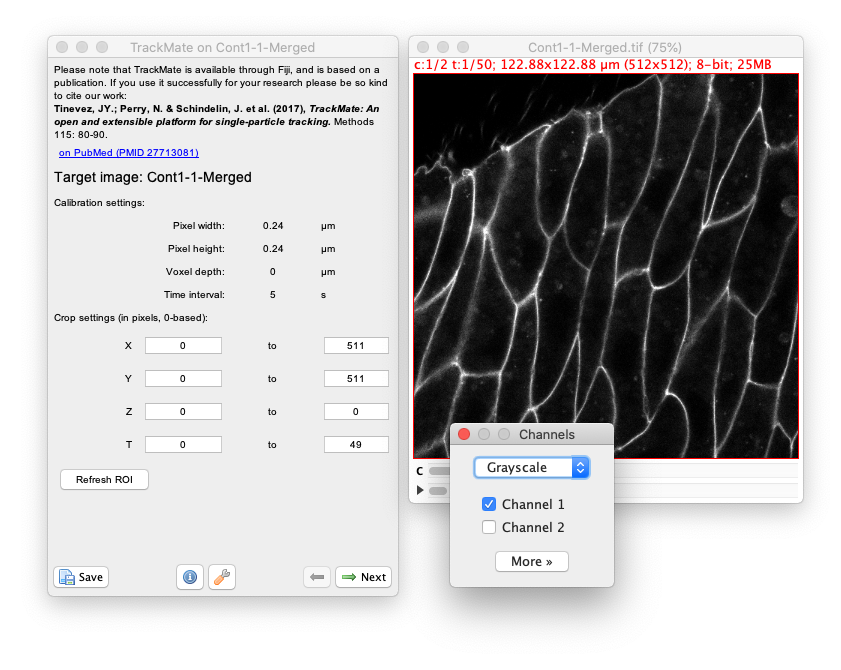 TrackMate on Cont1-1-Merged
Please note that TrackMate is available through Fiji, and is based on a
publication. If you use it successfully for your research please be so kind
to cite our work:
Tinevez, JY.; Perry, N. & Schindelin, J. et al. (2017), TrackMate: An
open and extensible platform for single-particle tracking. Methods
115: 80-90.
on PubMed (PMID 27713081)
Target image: Cont1-1-Merged
Calibration settings:
Pixel width: 0.24 µm
Pixel height: 0.24 µm
Voxel depth: 0 µm
Time interval: 5 s
Crop settings (in pixels, 0-based):
X 0 to 511
Y 0 to 511
Z 0 to 0
T 0 to 49
Refresh ROI
Save
Next
Cont1-1-Merged.tif (75%)
c:1/2 t:1/50; 122.88x122.88 µm (512x512); 8-bit; 25MB
C
Channels
Grayscale
Channel 1
Channel 2
More »